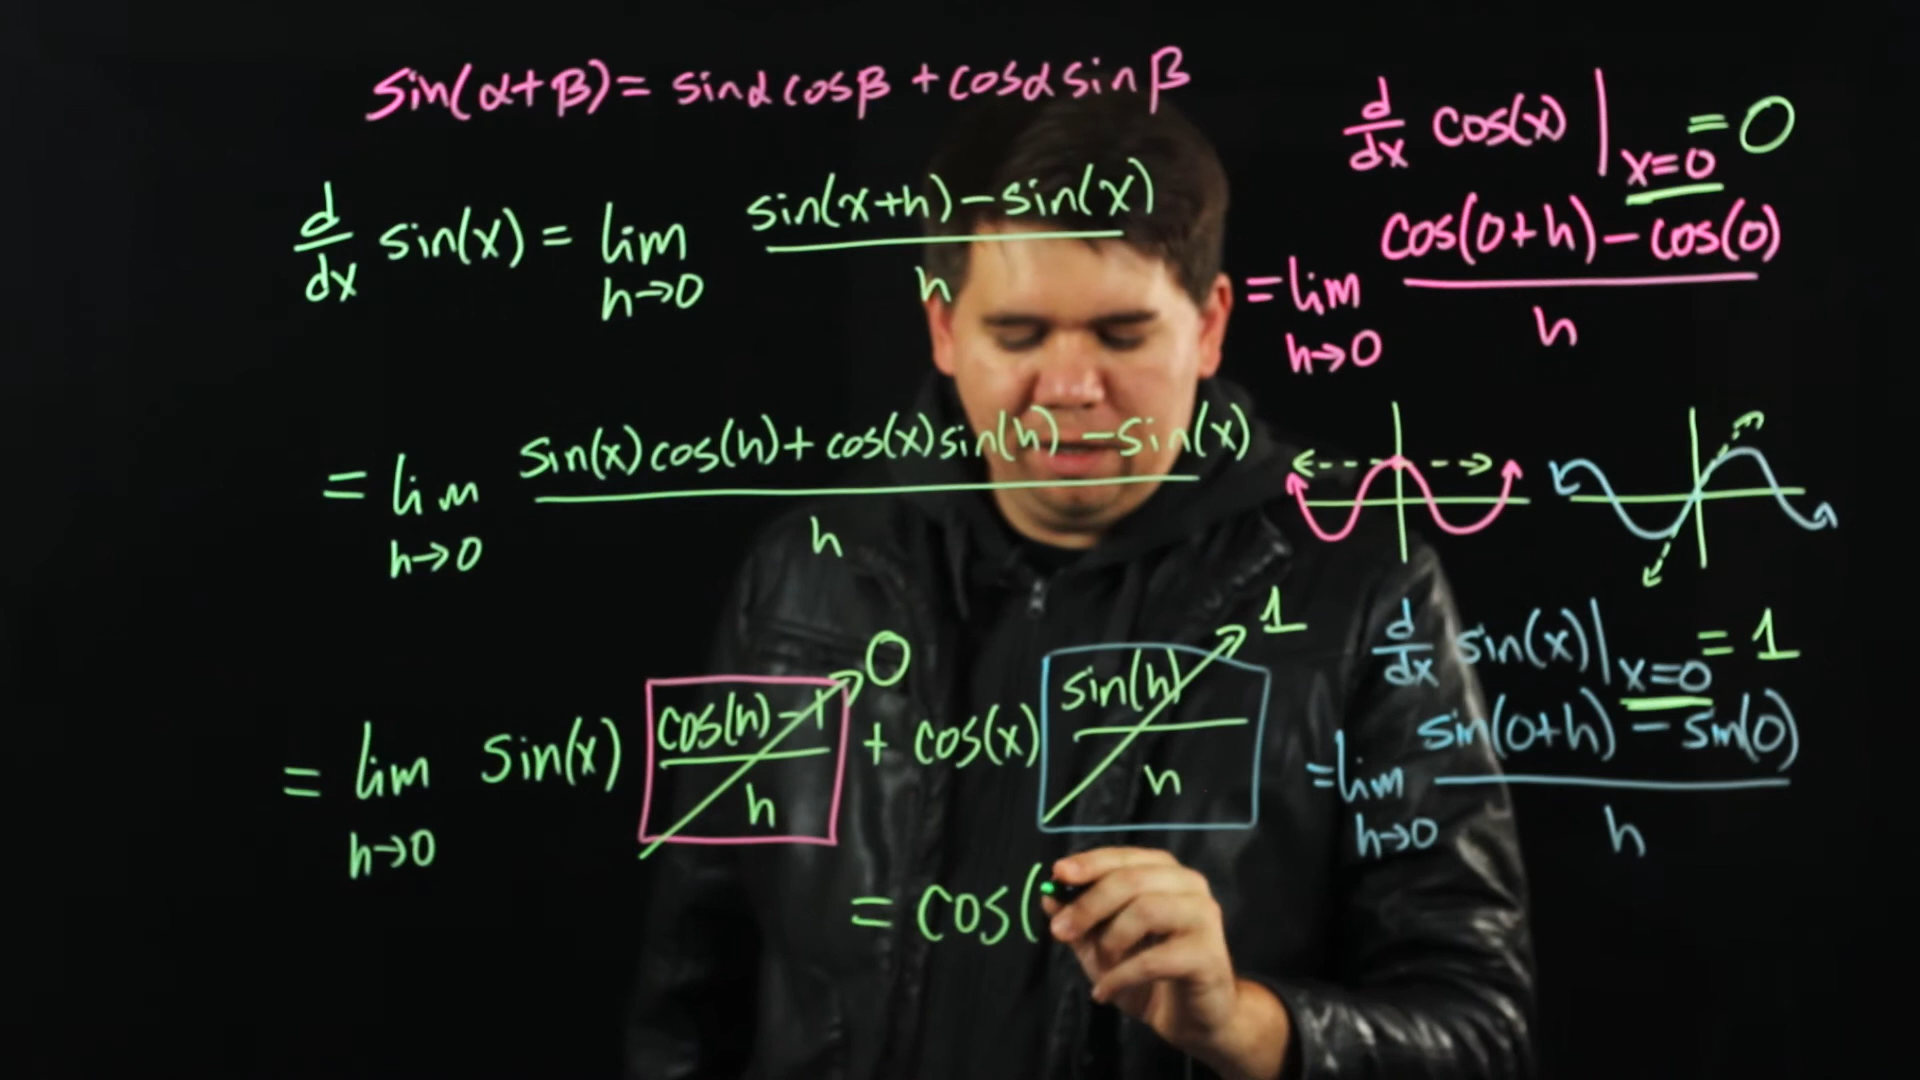 sin(α+β)= sinα cosβ + cosα sinβ
d/dx sin(x) = lim h→0 (sin(x+h) − sin(x))/h
= lim h→0 (sin(x)cos(h)+ cos(x)sin(h) − sin(x))/h
= lim h→0 sin(x) (cos(h) − 1)/h → 0 + cos(x) sin(h)/h → 1
= cos(
d/dx cos(x) | x=0 = 0
= lim h→0 (cos(0+h) − cos(0))/h
d/dx sin(x) | x=0 = 1
= lim h→0 (sin(0+h) − sin(0))/h